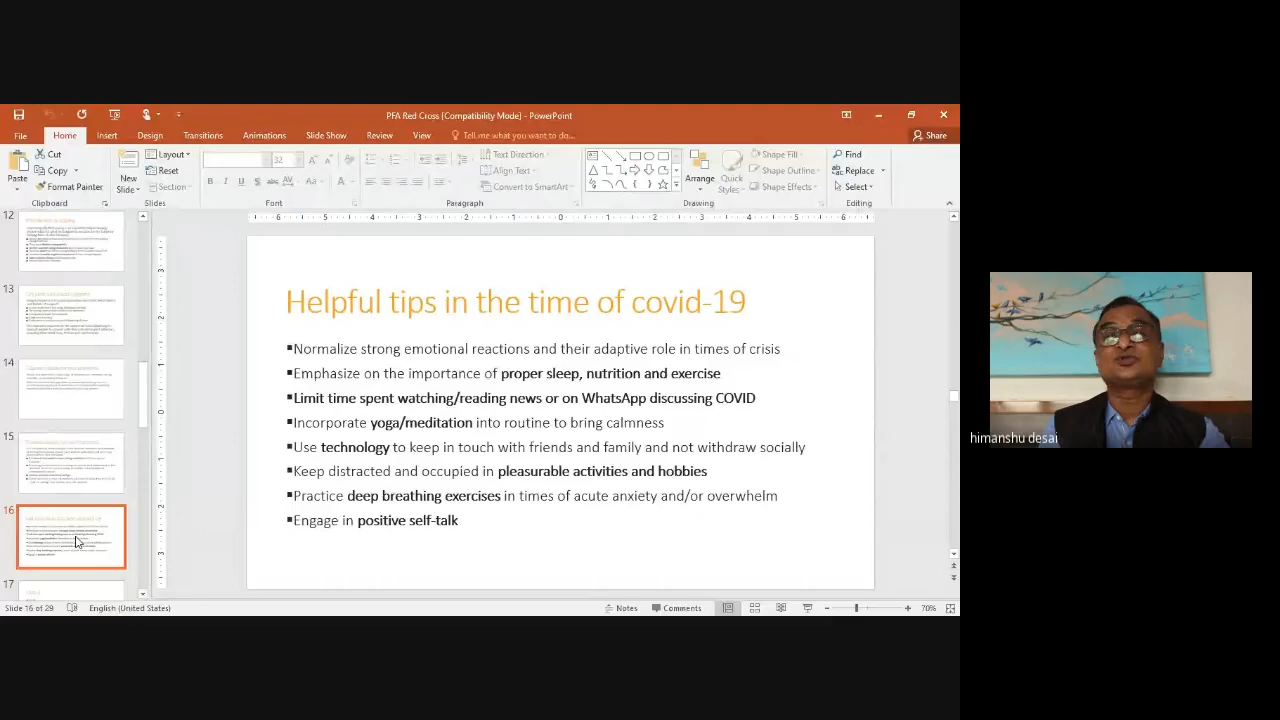 PFA Red Cross [Compatibility Mode] - PowerPoint
File Home Insert Design Transitions Animations Slide Show Review View Tell me what you want to do... Share
Cut
Copy
Format Painter
Paste
Clipboard
New Slide
Layout
Reset
Section
Slides
32
B I U S abc AV Aa A
Font
Text Direction
Align Text
Convert to SmartArt
Paragraph
Arrange
Quick Styles
Shape Fill
Shape Outline
Shape Effects
Drawing
Find
Replace
Select
Editing
12
13
14
15
16
17
Helpful tips in the time of covid-19
▪Normalize strong emotional reactions and their adaptive role in times of crisis
▪Emphasize on the importance of proper sleep, nutrition and exercise
▪Limit time spent watching/reading news or on WhatsApp discussing COVID
▪Incorporate yoga/meditation into routine to bring calmness
▪Use technology to keep in touch with friends and family and not withdraw socially
▪Keep distracted and occupied in pleasurable activities and hobbies
▪Practice deep breathing exercises in times of acute anxiety and/or overwhelm
▪Engage in positive self-talk
himanshu desai
Slide 16 of 29 English (United States) Notes Comments 70%